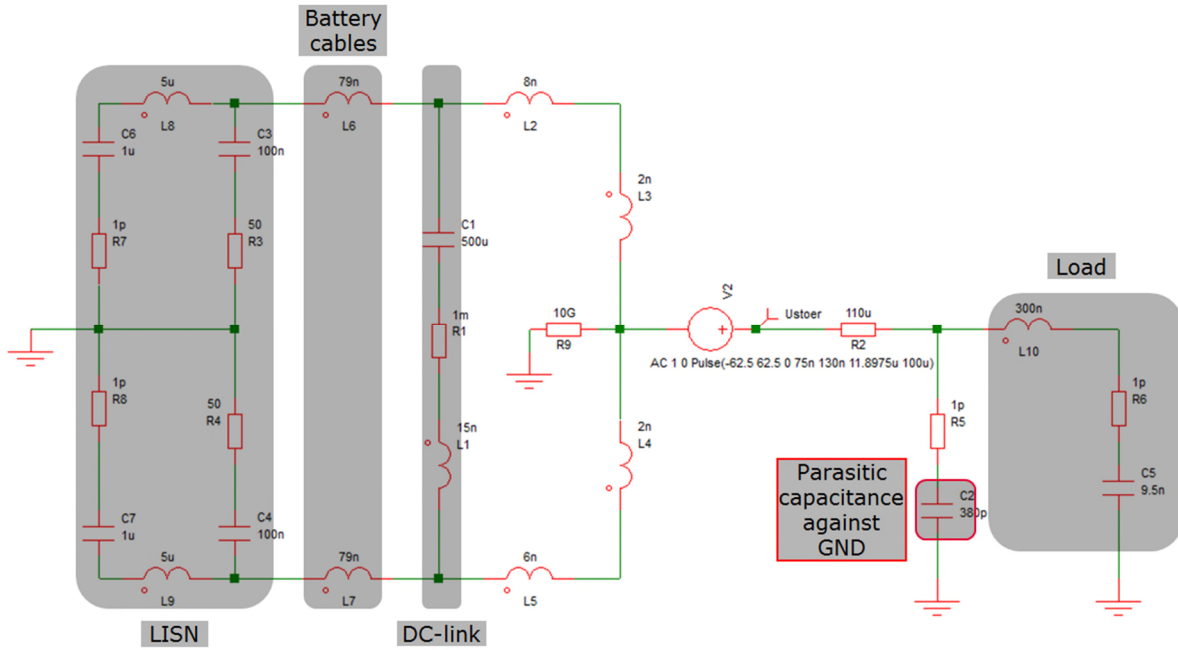 Battery
cables
5u
L8
C6
1u
C3
100n
1p
R7
50
R3
1p
R8
50
R4
C7
1u
C4
100n
5u
L9
LISN
79n
L6
79n
L7
C1
500u
1m
R1
15n
L1
DC-link
8n
L2
2n
L3
10G
R9
2n
L4
6n
L5
V2
Ustoer
AC 1 0 Pulse(-62.5 62.5 0 75n 130n 11.8975u 100u)
110u
R2
1p
R5
Parasitic
capacitance
against
GND
C2
380p
Load
300n
L10
1p
R6
C5
9.5n